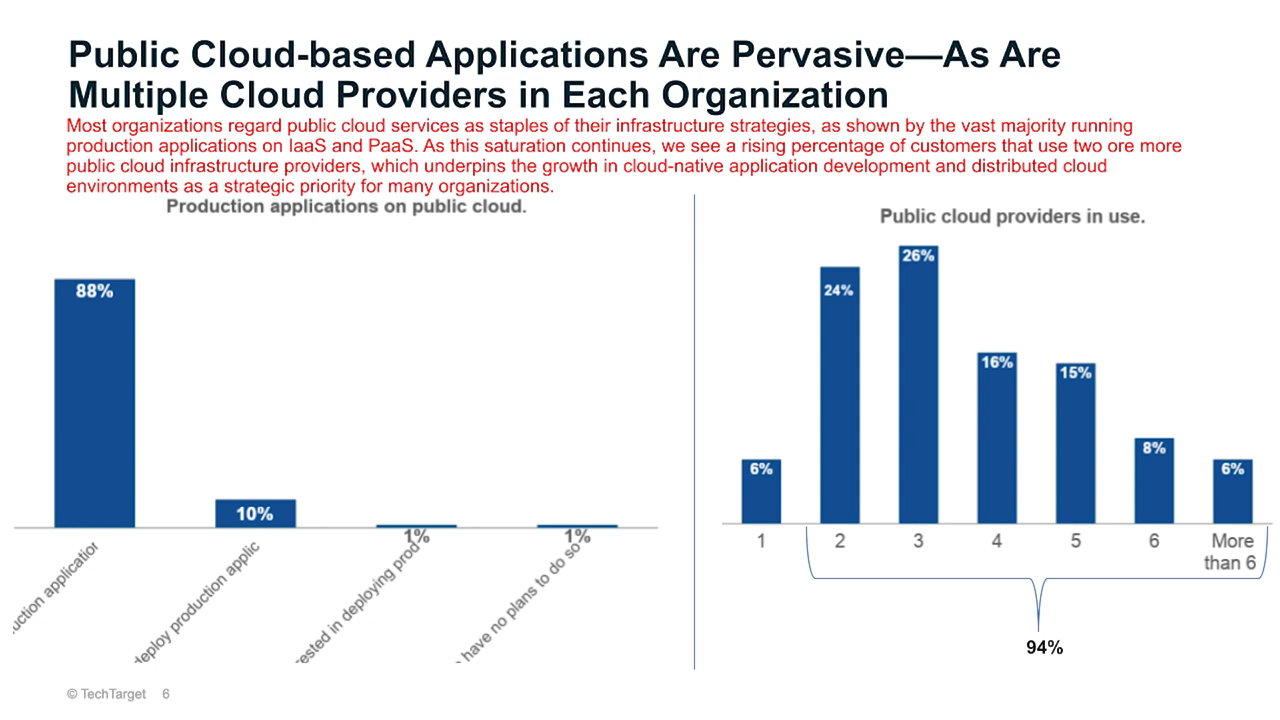 Public Cloud-based Applications Are Pervasive—As Are
Multiple Cloud Providers in Each Organization
Most organizations regard public cloud services as staples of their infrastructure strategies, as shown by the vast majority running
production applications on IaaS and PaaS. As this saturation continues, we see a rising percentage of customers that use two ore more
public cloud infrastructure providers, which underpins the growth in cloud-native application development and distributed cloud
environments as a strategic priority for many organizations.
Production applications on public cloud.
88%
10%
1%
1%
uction application
deploy production applic
rested in deploying prod
have no plans to do so
Public cloud providers in use.
6%
24%
26%
16%
15%
8%
6%
1
2
3
4
5
6
More
than 6
94%
© TechTarget 6